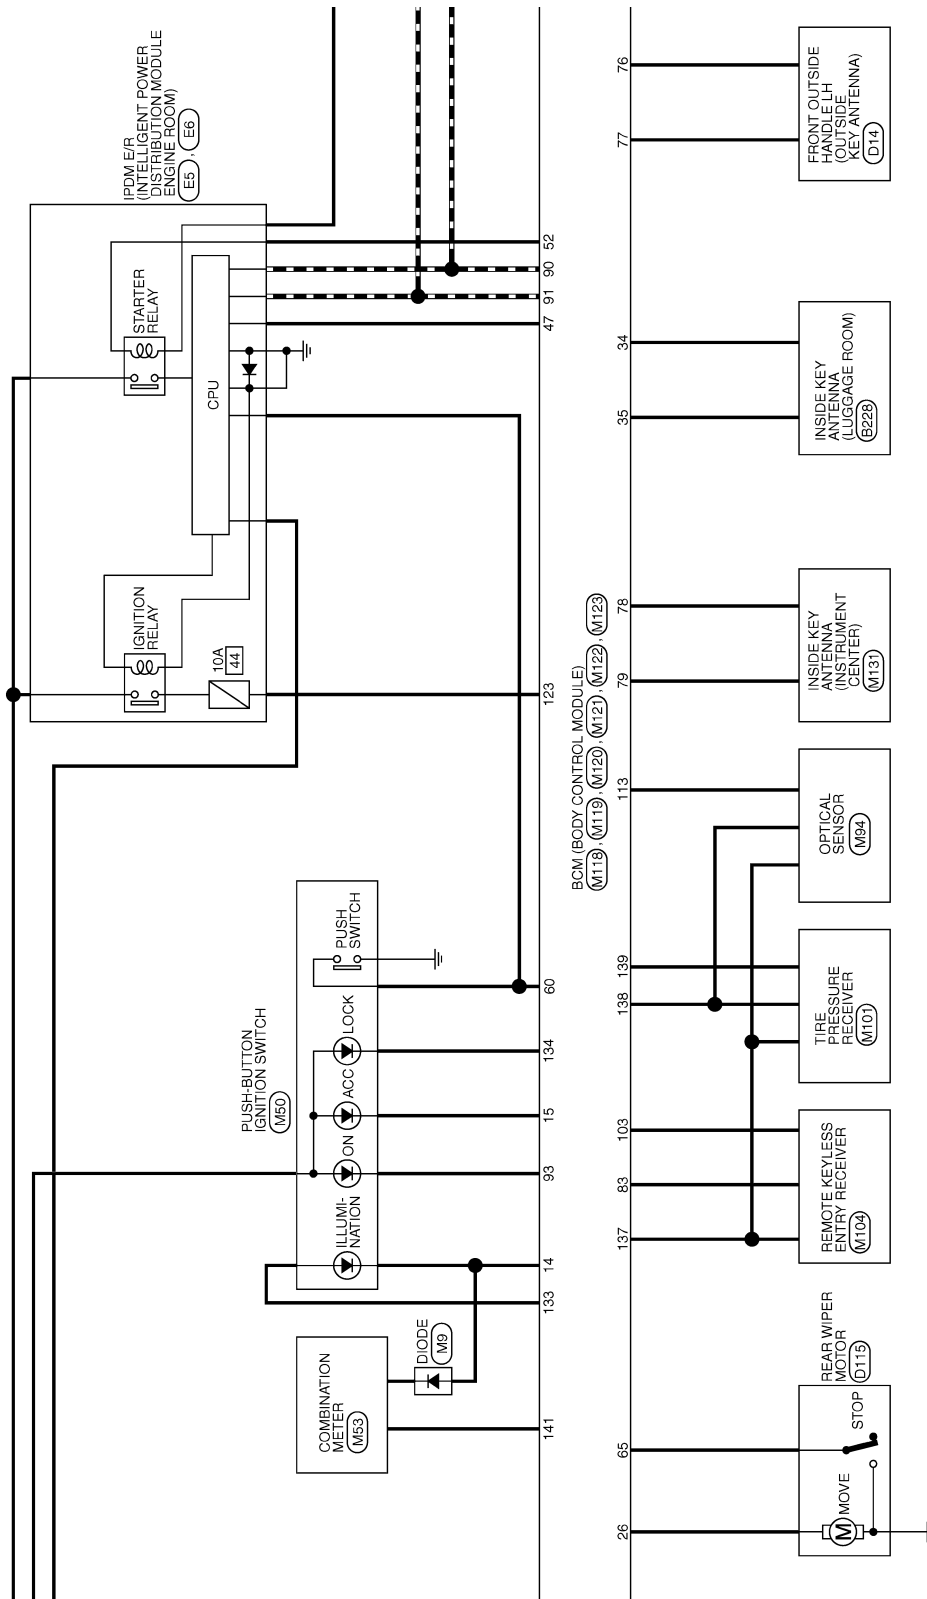 IPDM E/R
(INTELLIGENT POWER
DISTRIBUTION MODULE
ENGINE ROOM)
E5 , E6
STARTER
RELAY
CPU
IGNITION
RELAY
10A
44
52
90
91
47
123
PUSH-BUTTON
IGNITION SWITCH
M50
PUSH
SWITCH
LOCK
ACC
ON
ILLUMI-
NATION
60
134
15
93
14
133
141
COMBINATION
METER
M53
DIODE
M9
BCM (BODY CONTROL MODULE)
M118 , M119 , M120 , M121 , M122 , M123
76
77
34
35
78
79
113
139
138
103
83
137
65
26
FRONT OUTSIDE
HANDLE LH
(OUTSIDE
KEY ANTENNA)
D14
INSIDE KEY
ANTENNA
(LUGGAGE ROOM)
B228
INSIDE KEY
ANTENNA
(INSTRUMENT
CENTER)
M131
OPTICAL
SENSOR
M94
TIRE
PRESSURE
RECEIVER
M101
REMOTE KEYLESS
ENTRY RECEIVER
M104
REAR WIPER
MOTOR
D115
STOP
MOVE
M